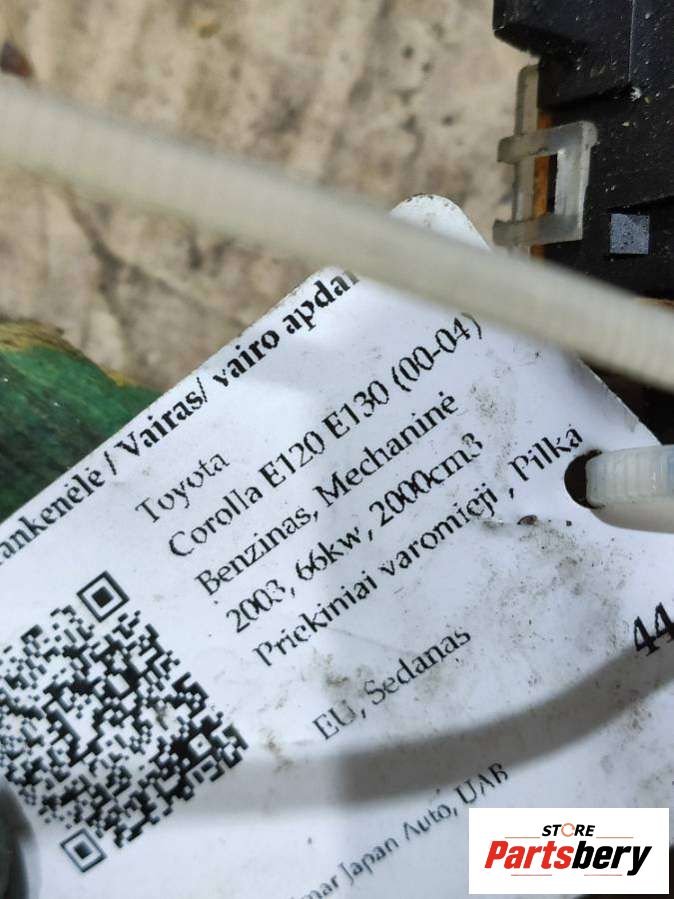 rankenėlė / Vairas/ vairo apdai
Toyota
Corolla E120 E130 (00-04)
Benzinas, Mechaninė
2003, 66kw, 2000cm3
Priekiniai varomieji , Pilka
EU, Sedanas
44
mar Japan Auto, UAB
STORE
Partsbery